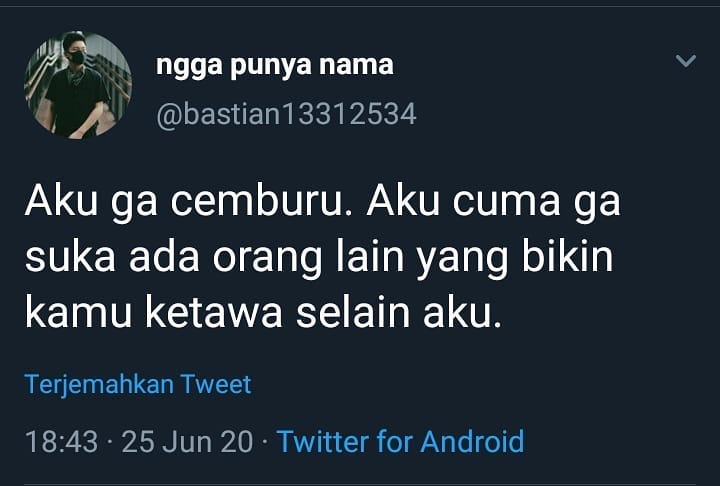 ngga punya nama
@bastian13312534
Aku ga cemburu. Aku cuma ga
suka ada orang lain yang bikin
kamu ketawa selain aku.
Terjemahkan Tweet
18:43 · 25 Jun 20 · Twitter for Android